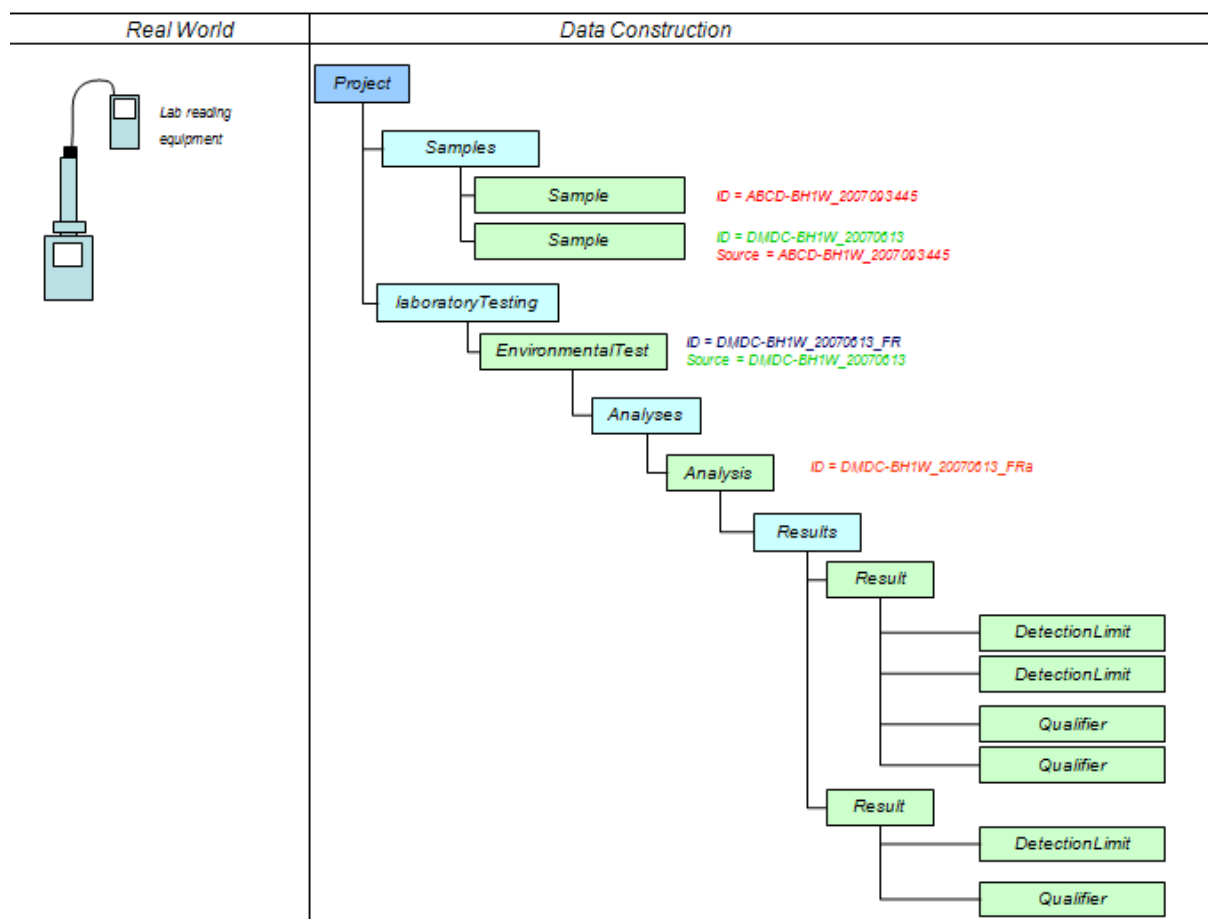 Real World
Data Construction
Lab reading
equipment
Project
Samples
Sample
ID = ABCD-BH1W_2007093445
Sample
ID = DMDC-BH1W_20070613
Source = ABCD-BH1W_2007093445
laboratoryTesting
EnvironmentalTest
ID = DMDC-BH1W_20070613_FR
Source = DMDC-BH1W_20070613
Analyses
Analysis
ID = DMDC-BH1W_20070613_FRa
Results
Result
DetectionLimit
DetectionLimit
Qualifier
Qualifier
Result
DetectionLimit
Qualifier